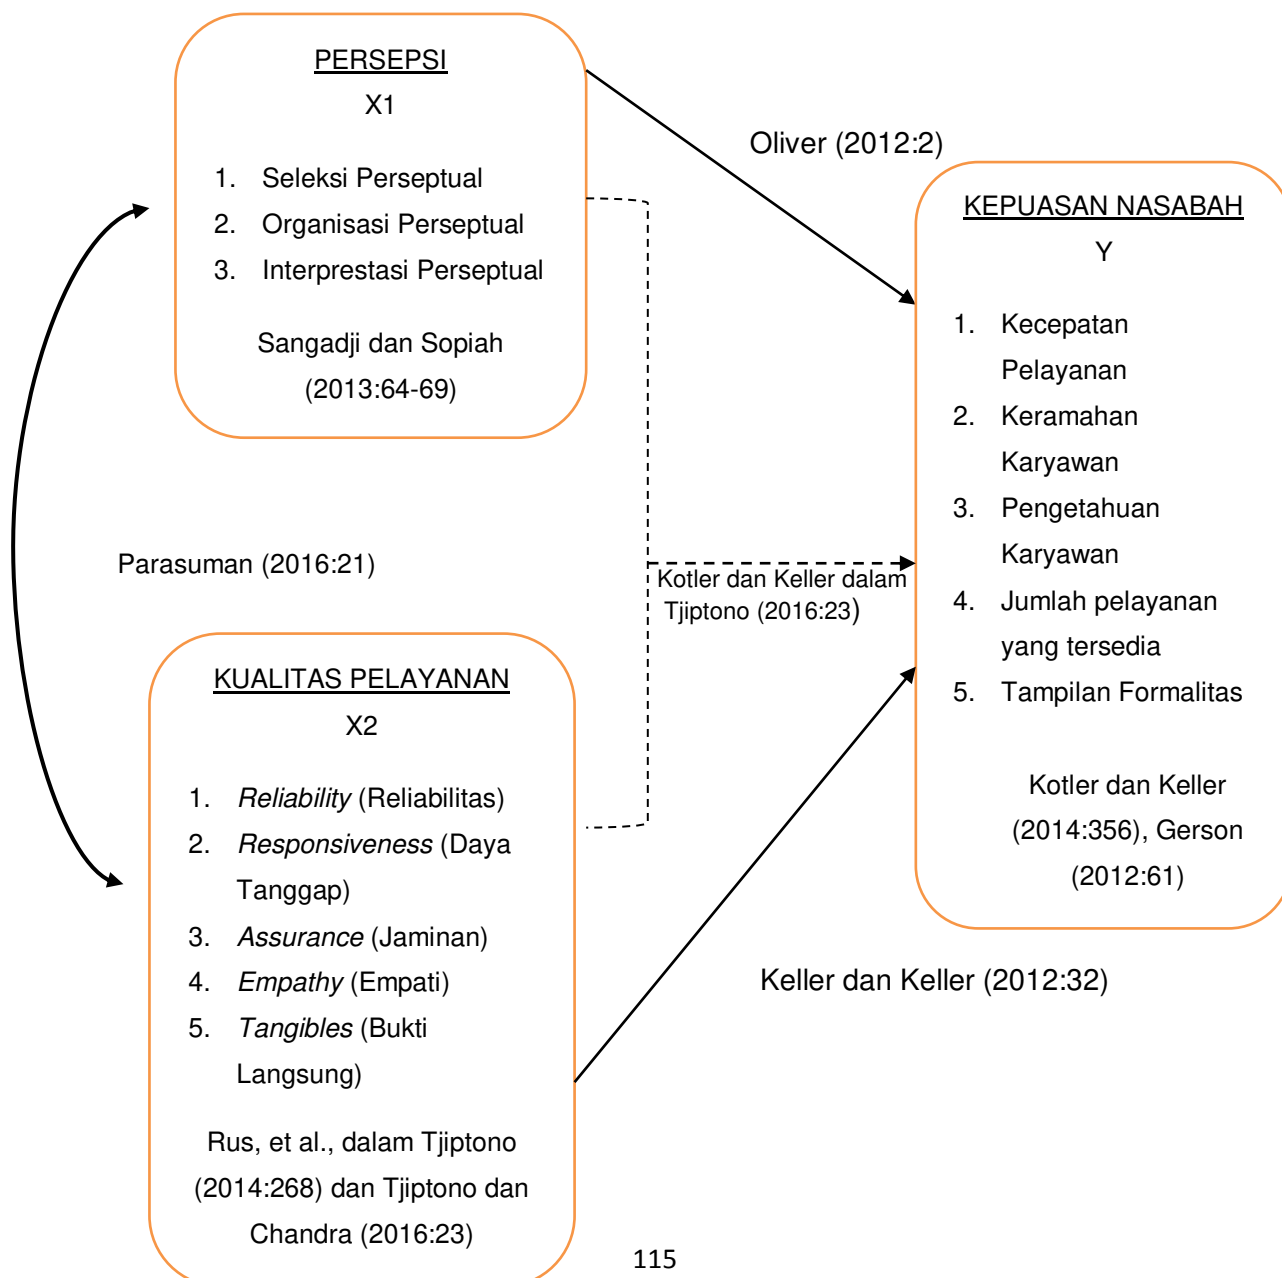 PERSEPSI
X1
1. Seleksi Perseptual
2. Organisasi Perseptual
3. Interprestasi Perseptual
Sangadji dan Sopiah
(2013:64-69)
Oliver (2012:2)
KEPUASAN NASABAH
Y
1. Kecepatan
Pelayanan
2. Keramahan
Karyawan
3. Pengetahuan
Karyawan
4. Jumlah pelayanan
yang tersedia
5. Tampilan Formalitas
Kotler dan Keller
(2014:356), Gerson
(2012:61)
Parasuman (2016:21)
Kotler dan Keller dalam
Tjiptono (2016:23)
KUALITAS PELAYANAN
X2
1. Reliability (Reliabilitas)
2. Responsiveness (Daya
Tanggap)
3. Assurance (Jaminan)
4. Empathy (Empati)
5. Tangibles (Bukti
Langsung)
Rus, et al., dalam Tjiptono
(2014:268) dan Tjiptono dan
Chandra (2016:23)
Keller dan Keller (2012:32)
115